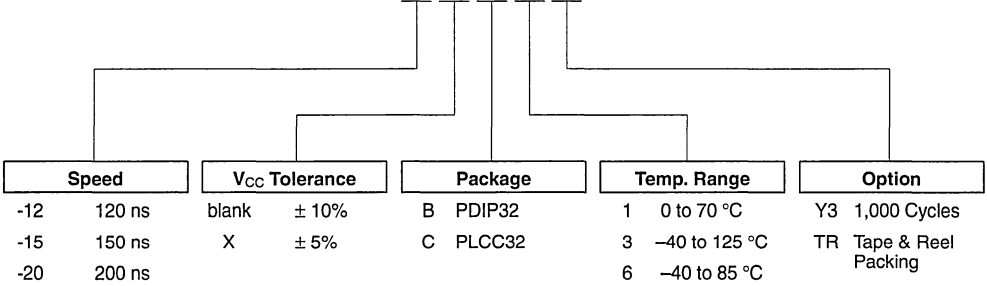 Speed
-12 120 ns
-15 150 ns
-20 200 ns
VCC Tolerance
blank ± 10%
X ± 5%
Package
B PDIP32
C PLCC32
Temp. Range
1 0 to 70 °C
3 –40 to 125 °C
6 –40 to 85 °C
Option
Y3 1,000 Cycles
TR Tape & Reel
Packing